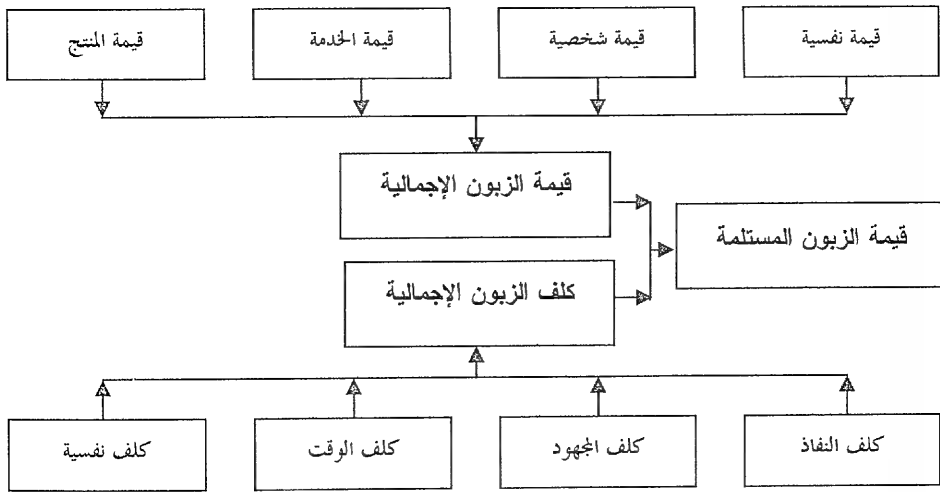 قيمة نفسية
قيمة شخصية
قيمة الخدمة
قيمة المنتج
قيمة الزبون الإجمالية
قيمة الزبون المستلمة
كلف الزبون الإجمالية
كلف النفاذ
كلف المجهود
كلف الوقت
كلف نفسية